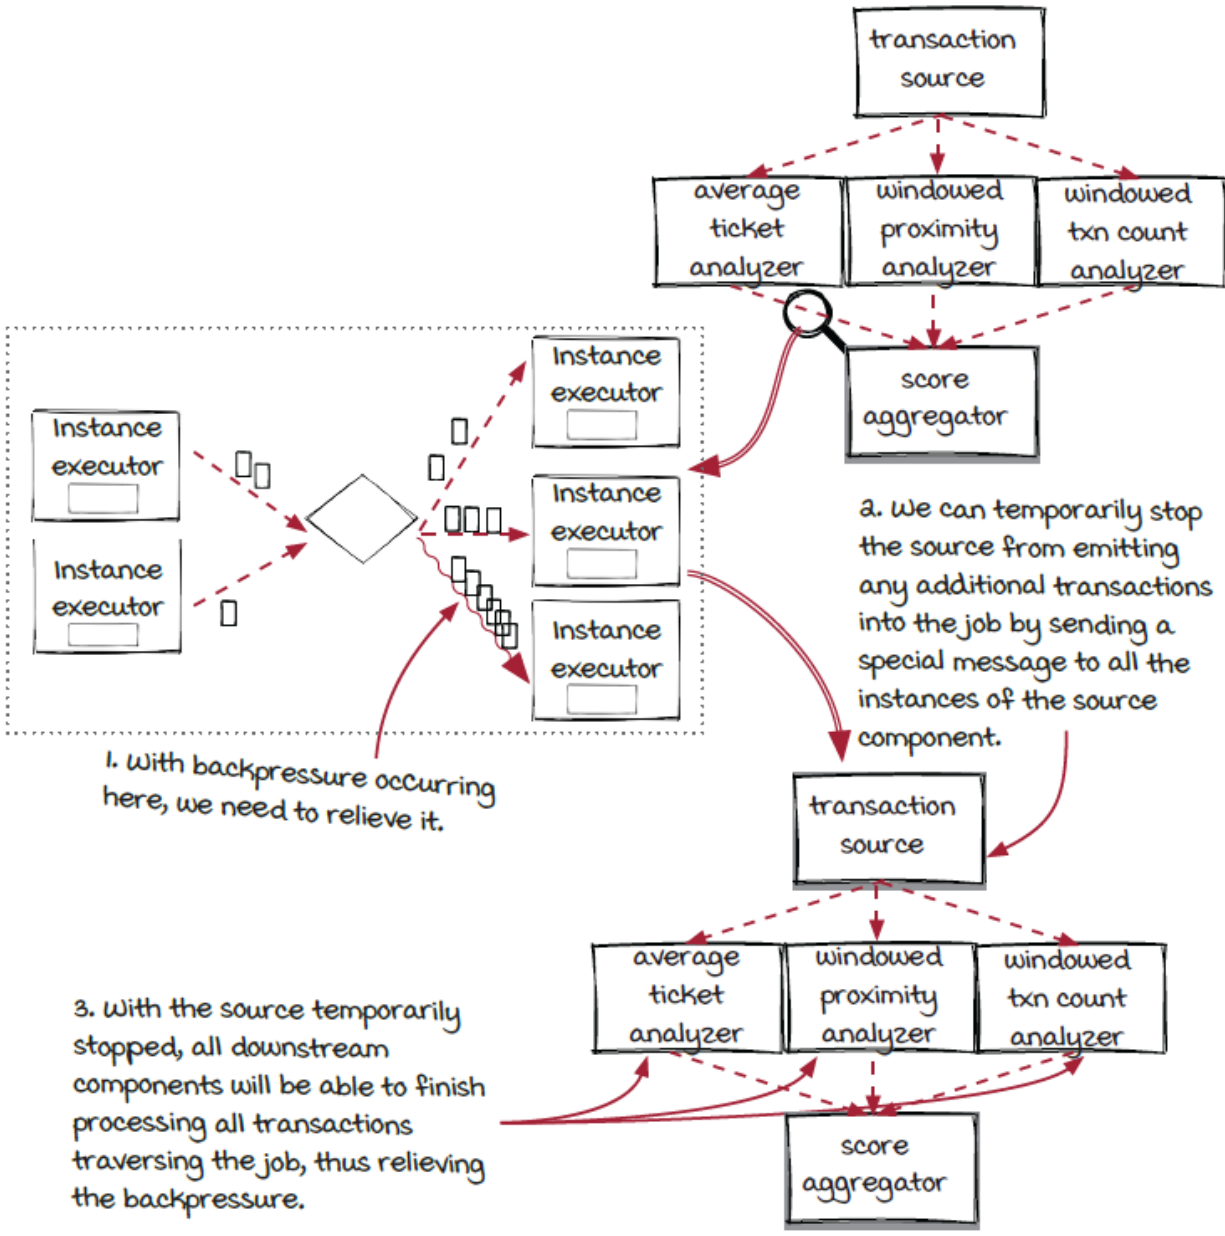 transaction
source
average
ticket
analyzer
windowed
proximity
analyzer
windowed
txn count
analyzer
score
aggregator
Instance
executor
Instance
executor
Instance
executor
Instance
executor
Instance
executor
1. With backpressure occurring
here, we need to relieve it.
2. We can temporarily stop
the source from emitting
any additional transactions
into the job by sending a
special message to all the
instances of the source
component.
transaction
source
average
ticket
analyzer
windowed
proximity
analyzer
windowed
txn count
analyzer
score
aggregator
3. With the source temporarily
stopped, all downstream
components will be able to finish
processing all transactions
traversing the job, thus relieving
the backpressure.